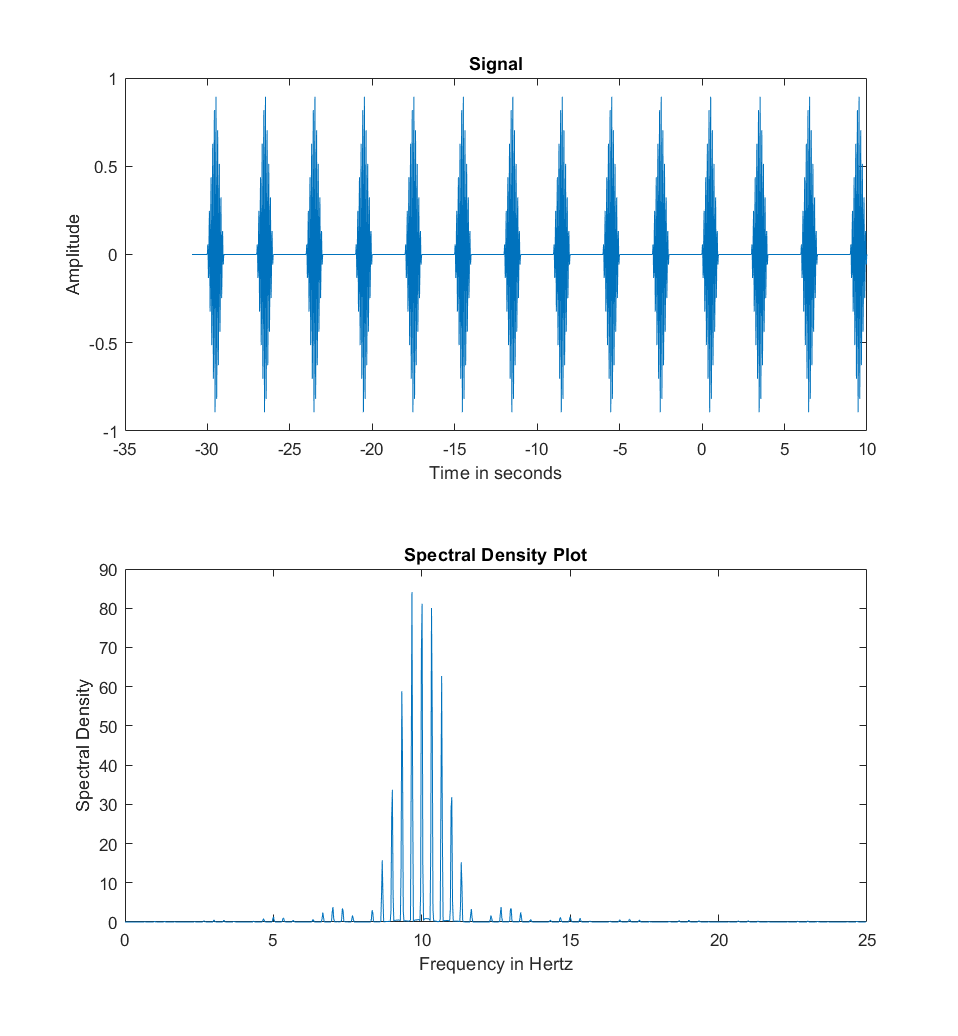 Signal
1
0.5
0
-0.5
-1
Amplitude
-35 -30 -25 -20 -15 -10 -5 0 5 10
Time in seconds
Spectral Density Plot
90
80
70
60
50
40
30
20
10
0
Spectral Density
0 5 10 15 20 25
Frequency in Hertz